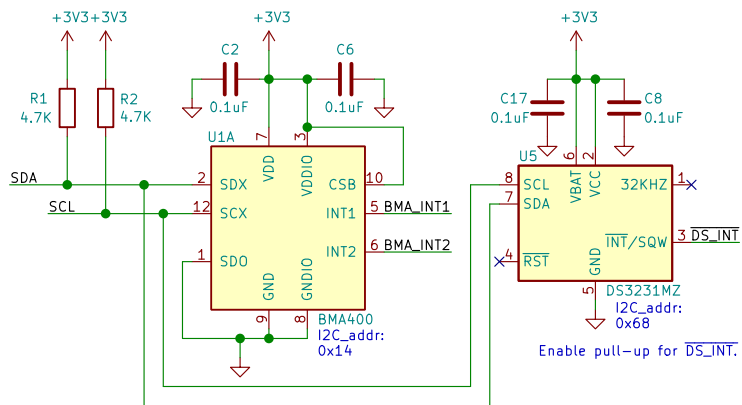 +3V3
+3V3
+3V3
+3V3
R1
4.7K
R2
4.7K
C2
0.1uF
C6
0.1uF
C17
0.1uF
C8
0.1uF
SDA
SCL
U1A
7
VDD
3
VDDIO
2
SDX
12
SCX
1
SDO
10
CSB
5
INT1
BMA_INT1
6
INT2
BMA_INT2
GND
9
GNDIO
8
BMA400
I2C_addr:
0x14
U5
6
VBAT
2
VCC
8
SCL
7
SDA
4
RST
1
32KHZ
3
INT/SQW
DS_INT
GND
5
DS3231MZ
I2C_addr:
0x68
Enable pull-up for DS_INT.